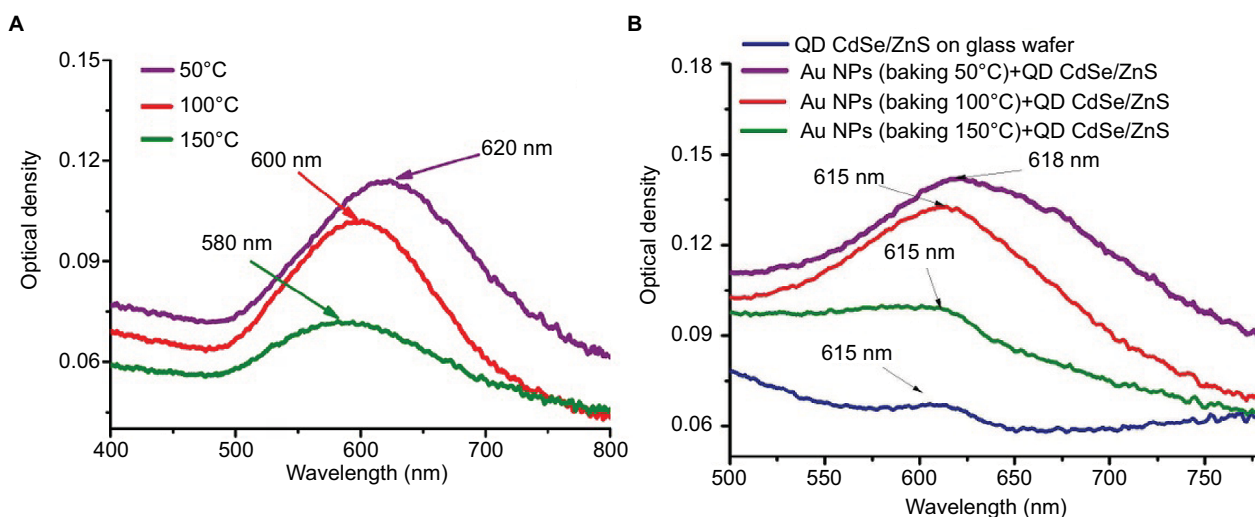 A
0.15
0.12
0.09
0.06
Optical density
50°C
100°C
150°C
600 nm
620 nm
580 nm
400
500
600
700
800
Wavelength (nm)
B
QD CdSe/ZnS on glass wafer
Au NPs (baking 50°C)+QD CdSe/ZnS
Au NPs (baking 100°C)+QD CdSe/ZnS
Au NPs (baking 150°C)+QD CdSe/ZnS
0.18
0.15
0.12
0.09
0.06
Optical density
615 nm
618 nm
615 nm
615 nm
500
550
600
650
700
750
Wavelength (nm)